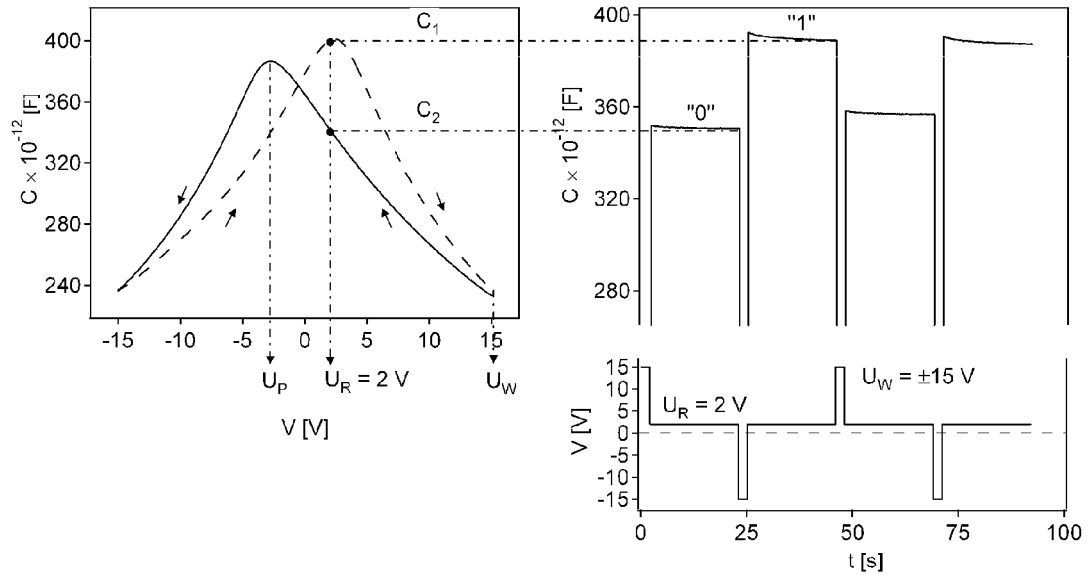 C × 10⁻¹² [F]
400
360
320
280
240
C₁
C₂
-15 -10 -5 0 5 10 15
U_P
U_R = 2 V
U_W
V [V]
C × 10⁻¹² [F]
400
360
320
280
"1"
"0"
V [V]
15
10
5
0
-5
-10
-15
U_R = 2 V
U_W = ±15 V
0 25 50 75 100
t [s]